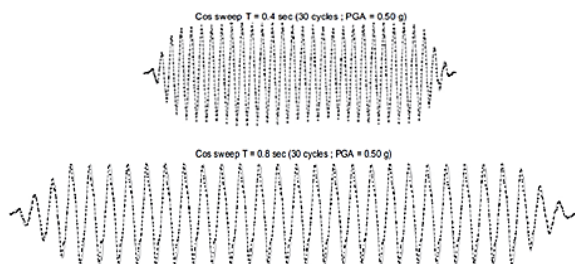 Cos sweep T = 0.4 sec (30 cycles ; PGA = 0.50 g)
Cos sweep T = 0.8 sec (30 cycles ; PGA = 0.50 g)